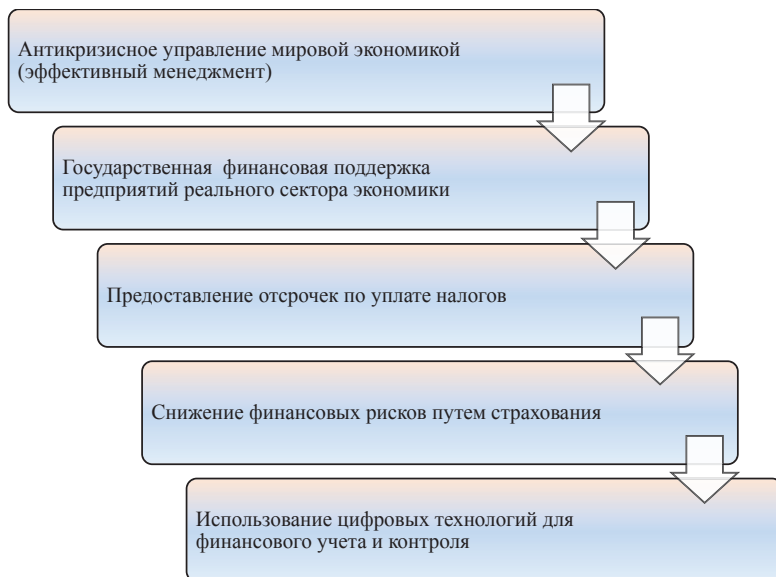 Антикризисное управление мировой экономикой
(эффективный менеджмент)
Государственная финансовая поддержка
предприятий реального сектора экономики
Предоставление отсрочек по уплате налогов
Снижение финансовых рисков путем страхования
Использование цифровых технологий для
финансового учета и контроля